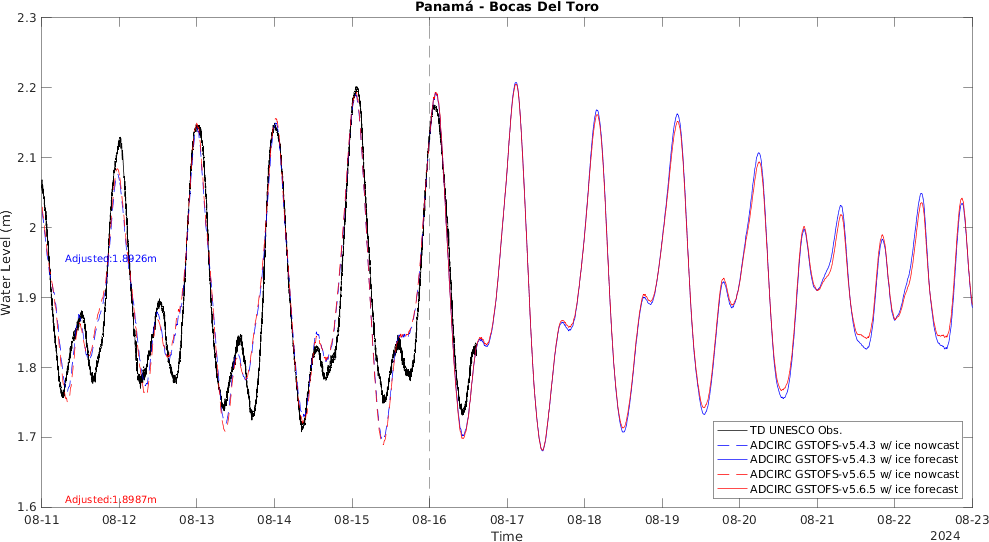 Panamá - Bocas Del Toro
2.3
2.2
2.1
2
1.9
1.8
1.7
1.6
Water Level (m)
Adjusted:1.8926m
Adjusted:1.8987m
TD UNESCO Obs.
ADCIRC GSTOFS-v5.4.3 w/ ice nowcast
ADCIRC GSTOFS-v5.4.3 w/ ice forecast
ADCIRC GSTOFS-v5.6.5 w/ ice nowcast
ADCIRC GSTOFS-v5.6.5 w/ ice forecast
08-11 08-12 08-13 08-14 08-15 08-16 08-17 08-18 08-19 08-20 08-21 08-22 08-23
Time
2024